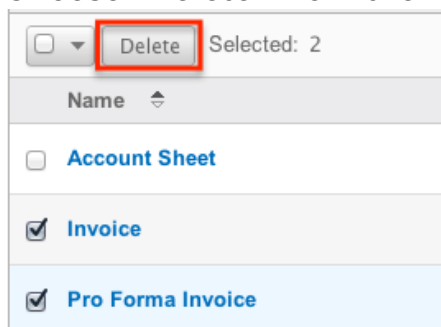 Delete Selected: 2
Name
Account Sheet
Invoice
Pro Forma Invoice